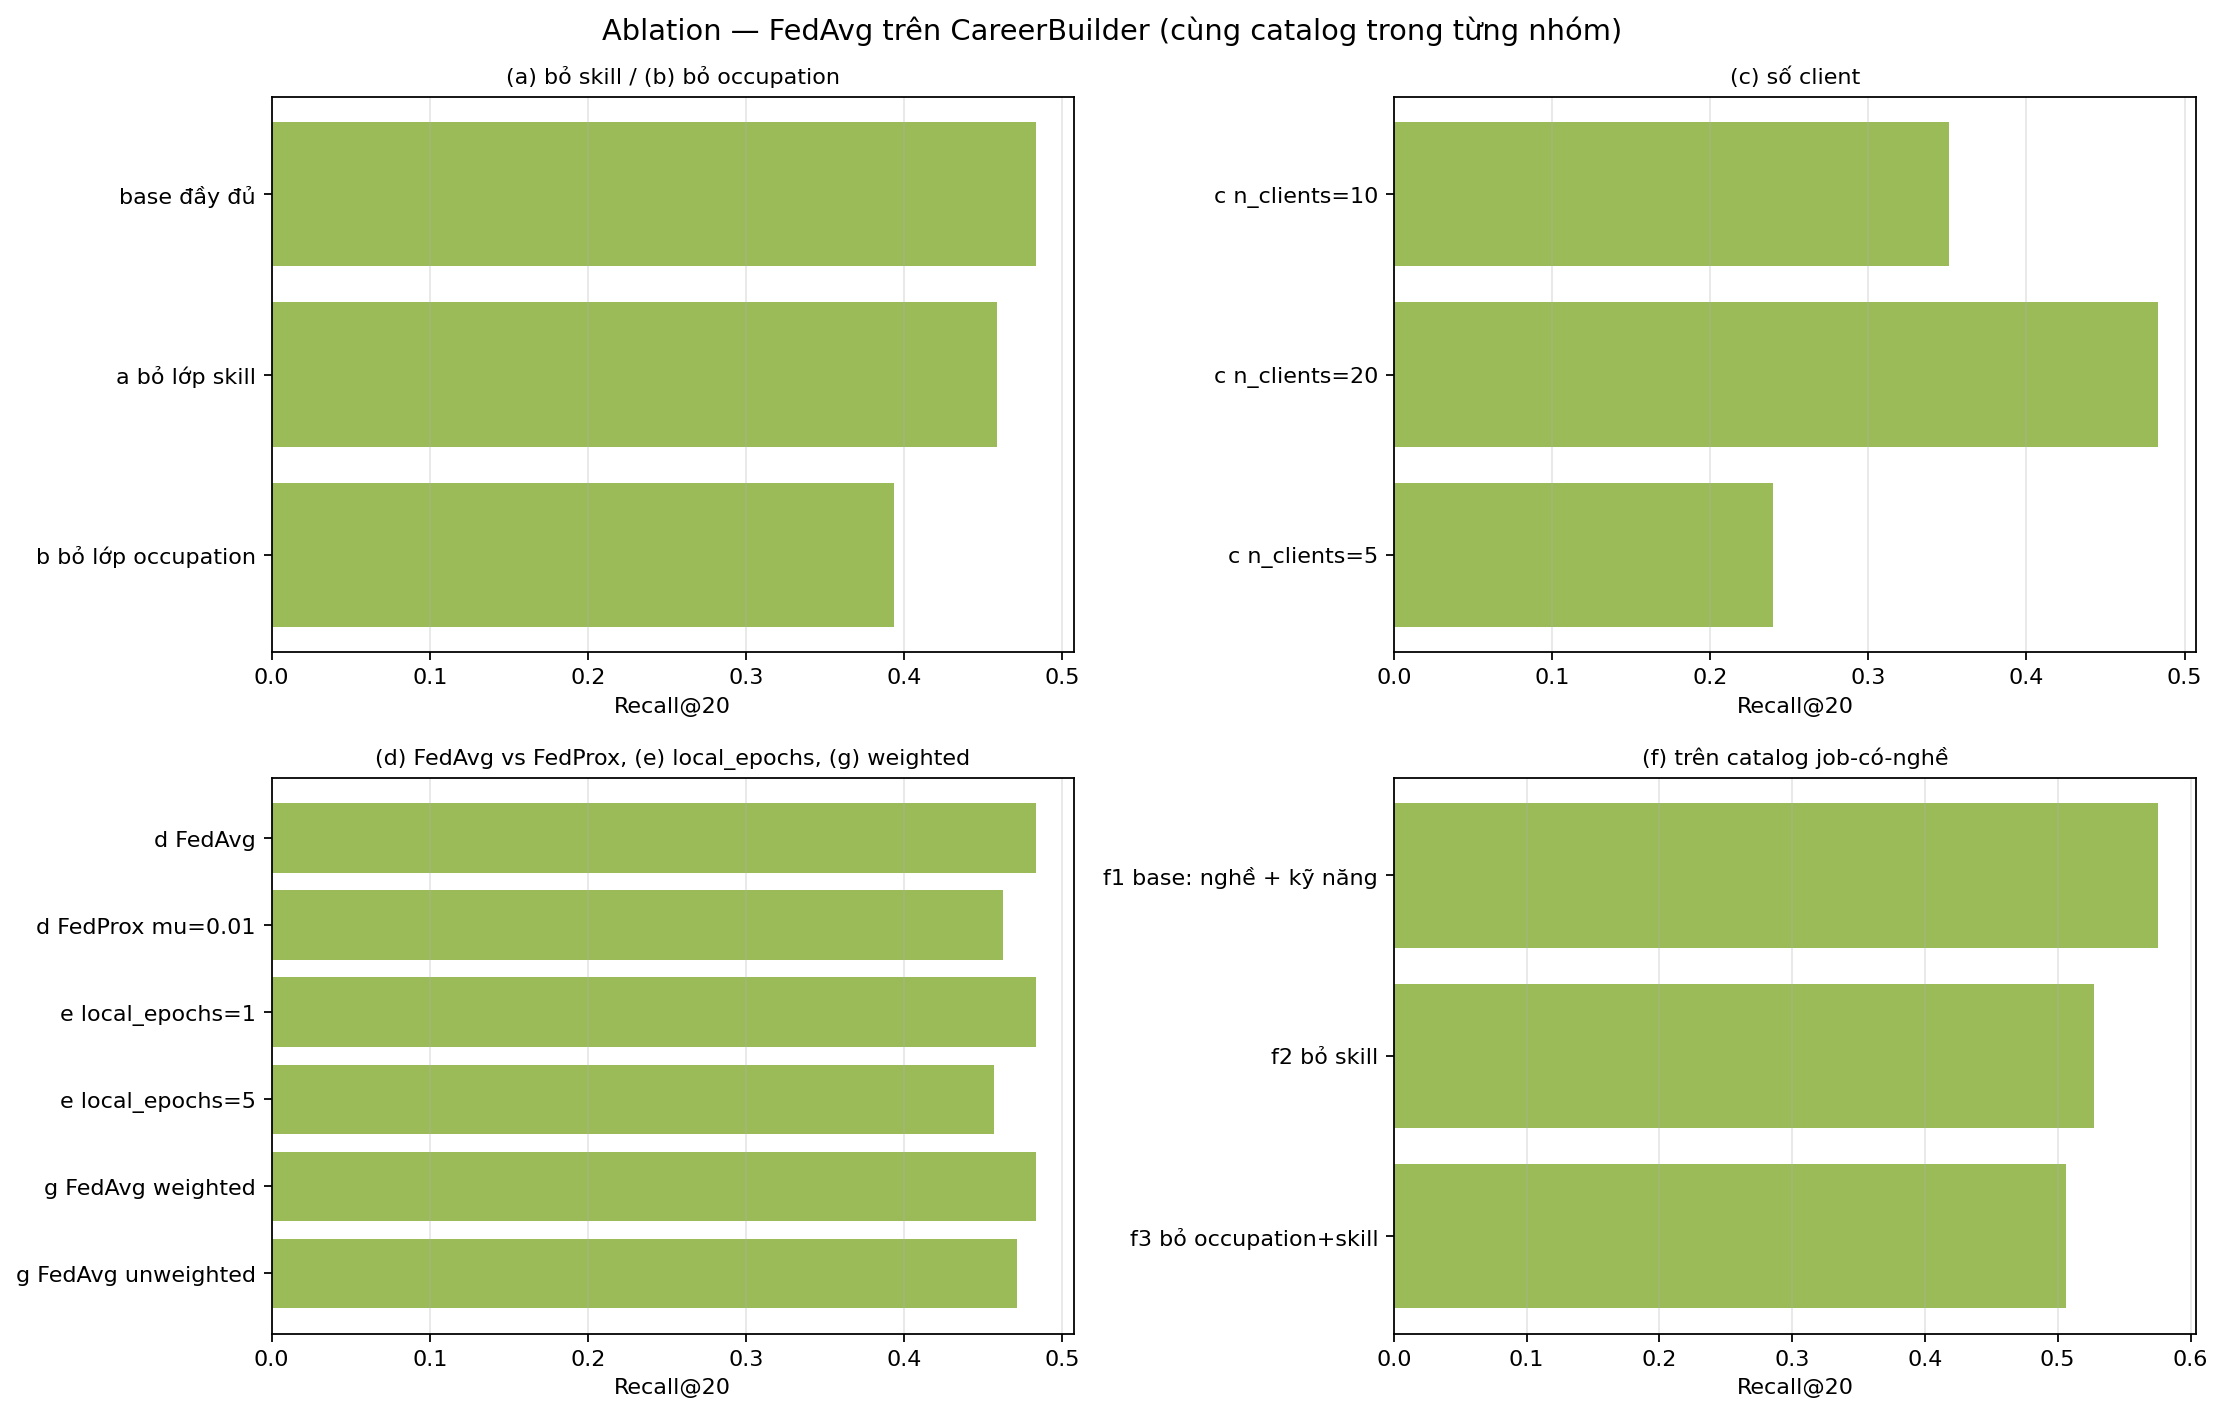 Ablation — FedAvg trên CareerBuilder (cùng catalog trong từng nhóm)
(a) bỏ skill / (b) bỏ occupation
base đầy đủ
a bỏ lớp skill
b bỏ lớp occupation
0.0 0.1 0.2 0.3 0.4 0.5
Recall@20
(c) số client
c n_clients=10
c n_clients=20
c n_clients=5
0.0 0.1 0.2 0.3 0.4 0.5
Recall@20
(d) FedAvg vs FedProx, (e) local_epochs, (g) weighted
d FedAvg
d FedProx mu=0.01
e local_epochs=1
e local_epochs=5
g FedAvg weighted
g FedAvg unweighted
0.0 0.1 0.2 0.3 0.4 0.5
Recall@20
(f) trên catalog job-có-nghề
f1 base: nghề + kỹ năng
f2 bỏ skill
f3 bỏ occupation+skill
0.0 0.1 0.2 0.3 0.4 0.5 0.6
Recall@20